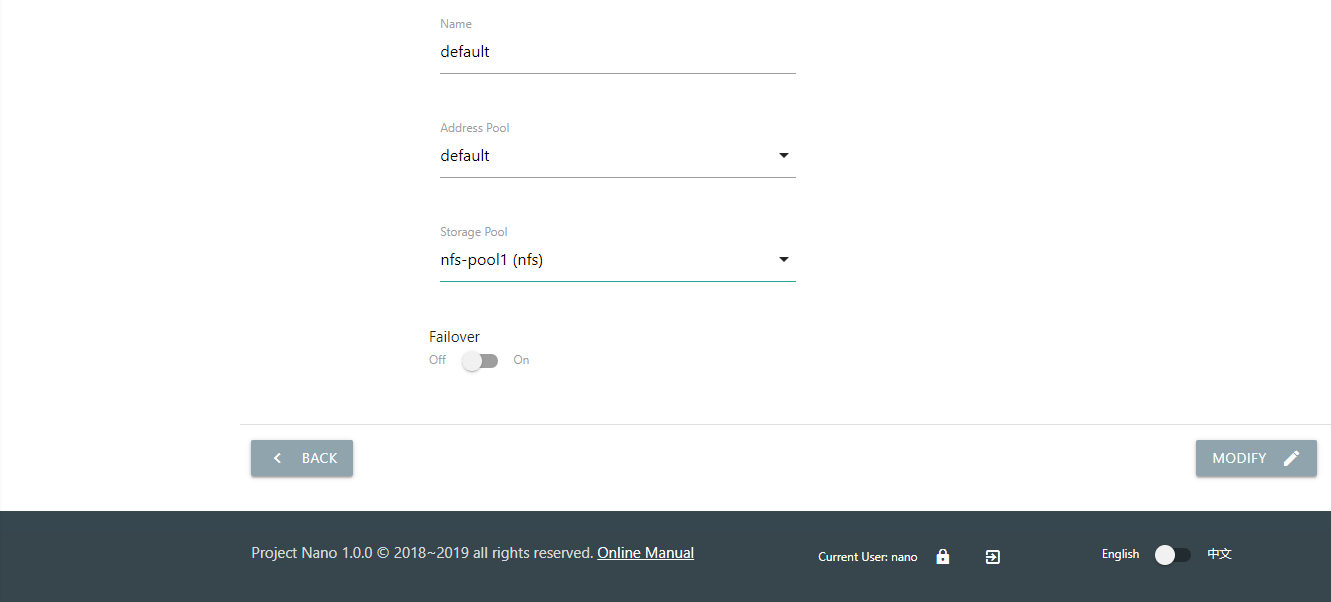 Name
default
Address Pool
default
Storage Pool
nfs-pool1 (nfs)
Failover
Off On
BACK MODIFY
Project Nano 1.0.0 © 2018~2019 all rights reserved. Online Manual Current User: nano English 中文